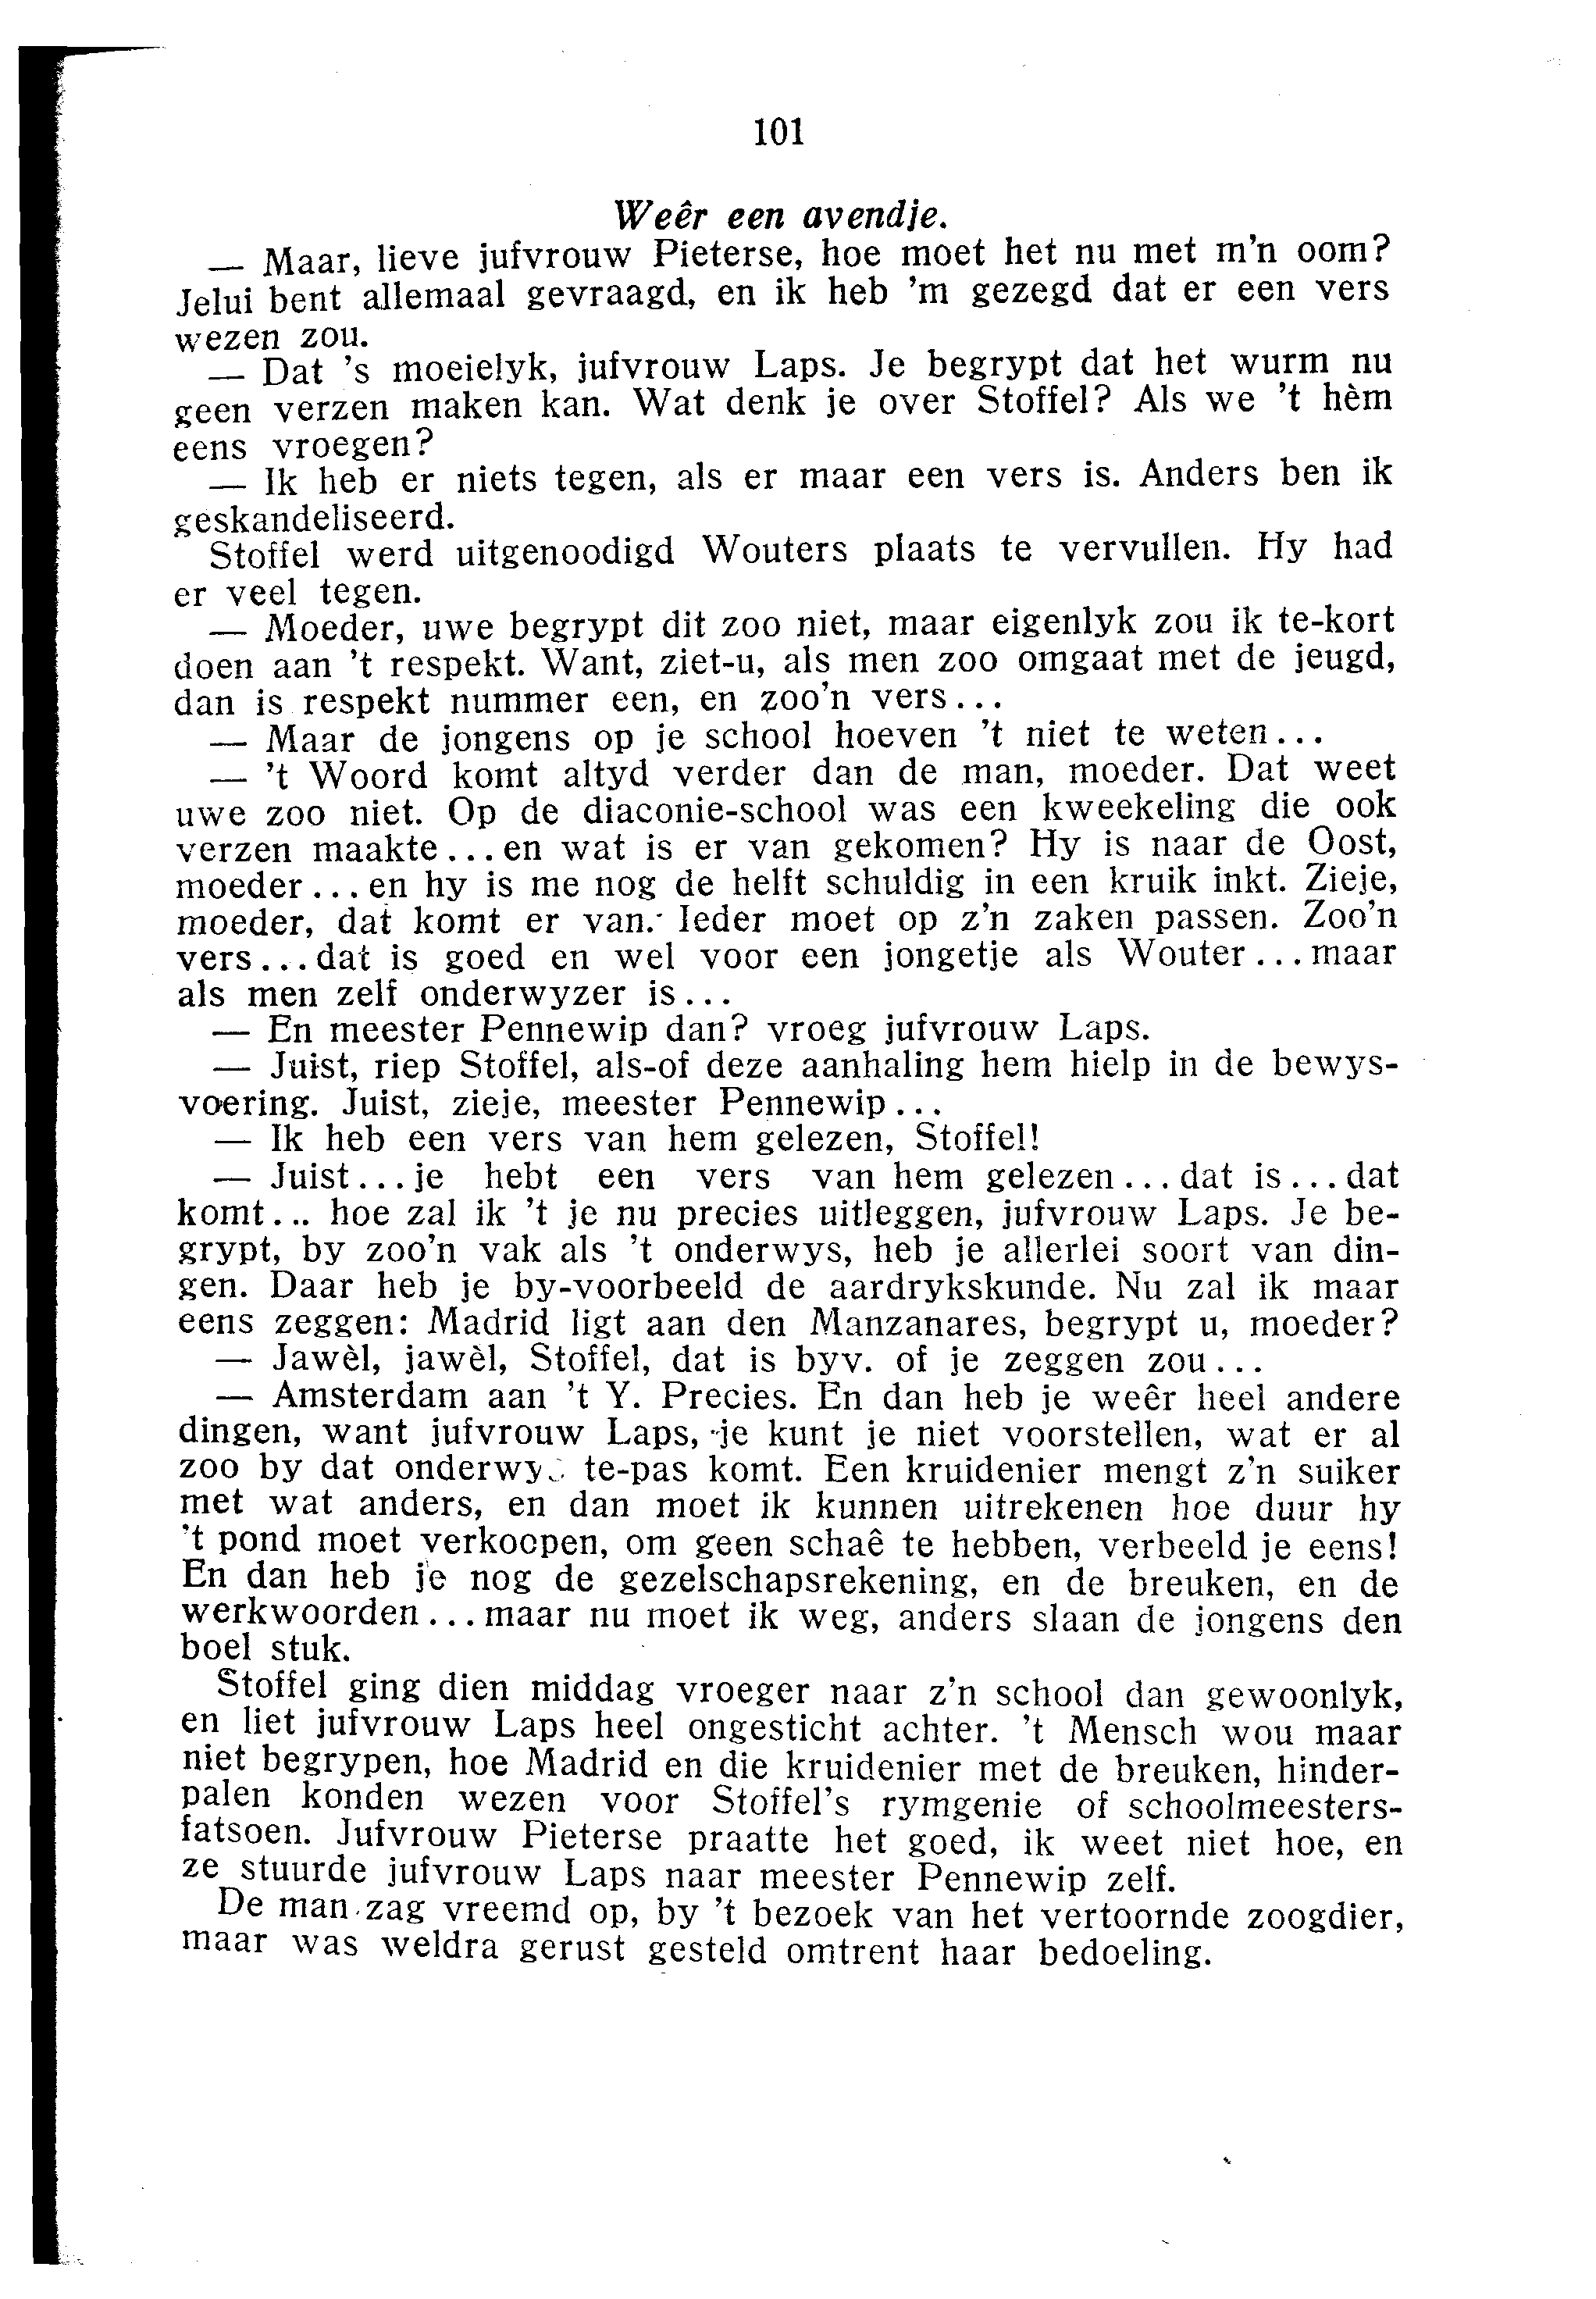 101
Weêr een avendje.
— Maar, lieve jufvrouw Pieterse, hoe moet het nu met m'n oom?
Jelui bent allemaal gevraagd, en ik heb 'm gezegd dat er een vers
wezen zou.
— Dat 's moeielyk, jufvrouw Laps. Je begrypt dat het wurm nu
geen verzen maken kan. Wat denk je over Stoffel? Als we 't hèm
eens vroegen?
— Ik heb er niets tegen, als er maar een vers is. Anders ben ik
geskandeliseerd.
Stoffel werd uitgenoodigd Wouters plaats te vervullen. Hy had
er veel tegen.
— Moeder, uwe begrypt dit zoo niet, maar eigenlyk zou ik te-kort
doen aan 't respekt. Want, ziet-u, als men zoo omgaat met de jeugd,
dan is respekt nummer een, en zoo'n vers...
— Maar de jongens op je school hoeven 't niet te weten...
— 't Woord komt altyd verder dan de man, moeder. Dat weet
uwe zoo niet. Op de diaconie-school was een kweekeling die ook
verzen maakte... en wat is er van gekomen? Hy is naar de Oost,
moeder... en hy is me nog de helft schuldig in een kruik inkt. Zieje,
moeder, dat komt er van. Ieder moet op z'n zaken passen. Zoo'n
vers... dat is goed en wel voor een jongetje als Wouter... maar
als men zelf onderwyzer is...
— En meester Pennewip dan? vroeg jufvrouw Laps.
— Juist, riep Stoffel, als-of deze aanhaling hem hielp in de bewys-
voering. Juist, zieje, meester Pennewip...
— Ik heb een vers van hem gelezen, Stoffel!
— Juist... je hebt een vers van hem gelezen... dat is... dat
komt... hoe zal ik 't je nu precies uitleggen, jufvrouw Laps. Je be-
grypt, by zoo'n vak als 't onderwys, heb je allerlei soort van din-
gen. Daar heb je by-voorbeeld de aardrykskunde. Nu zal ik maar
eens zeggen: Madrid ligt aan den Manzanares, begrypt u, moeder?
— Jawèl, jawèl, Stoffel, dat is byv. of je zeggen zou...
— Amsterdam aan 't Y. Precies. En dan heb je weêr heel andere
dingen, want jufvrouw Laps, je kunt je niet voorstellen, wat er al
zoo by dat onderwys te-pas komt. Een kruidenier mengt z'n suiker
met wat anders, en dan moet ik kunnen uitrekenen hoe duur hy
't pond moet verkoopen, om geen schaê te hebben, verbeeld je eens!
En dan heb je nog de gezelschapsrekening, en de breuken, en de
werkwoorden... maar nu moet ik weg, anders slaan de jongens den
boel stuk.
Stoffel ging dien middag vroeger naar z'n school dan gewoonlyk,
en liet jufvrouw Laps heel ongesticht achter. 't Mensch wou maar
niet begrypen, hoe Madrid en die kruidenier met de breuken, hinder-
palen konden wezen voor Stoffel's rymgenie of schoolmeesters-
fatsoen. Jufvrouw Pieterse praatte het goed, ik weet niet hoe, en
ze stuurde jufvrouw Laps naar meester Pennewip zelf.
De man zag vreemd op, by 't bezoek van het vertoornde zoogdier,
maar was weldra gerust gesteld omtrent haar bedoeling.